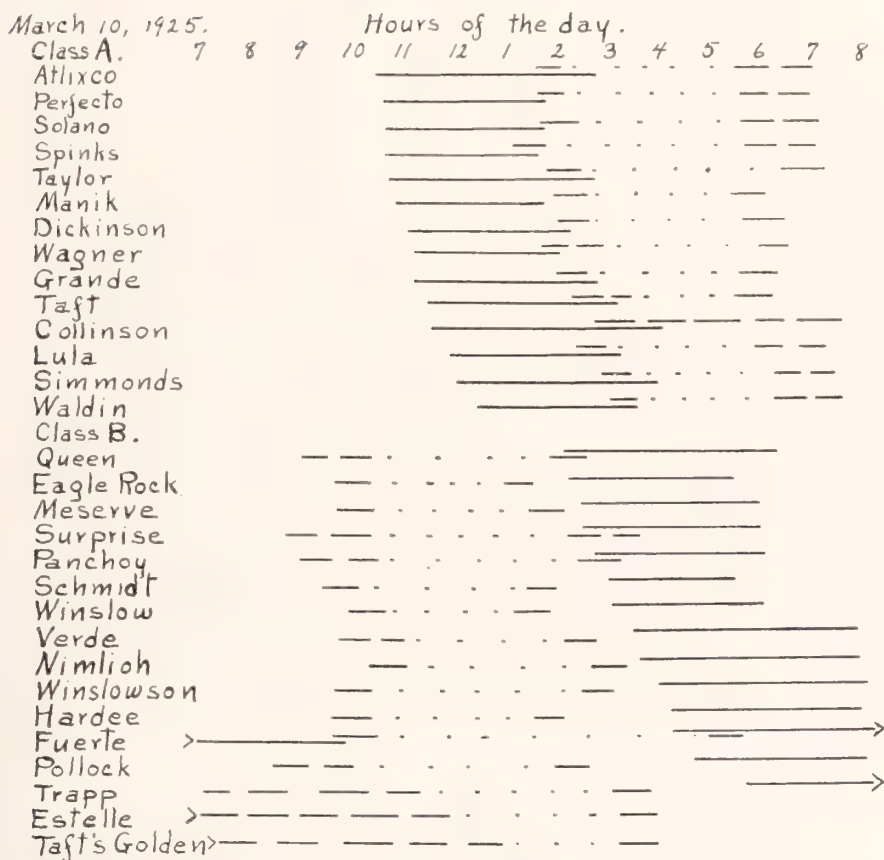 March 10, 1925. Hours of the day.
Class A. 7 8 9 10 11 12 1 2 3 4 5 6 7 8
Atlixco
Perfecto
Solano
Spinks
Taylor
Manik
Dickinson
Wagner
Grande
Taft
Collinson
Lula
Simmonds
Waldin
Class B.
Queen
Eagle Rock
Meserve
Surprise
Panchoy
Schmidt
Winslow
Verde
Nimlioh
Winslowson
Hardee
Fuerte
Pollock
Trapp
Estelle
Taft's Golden